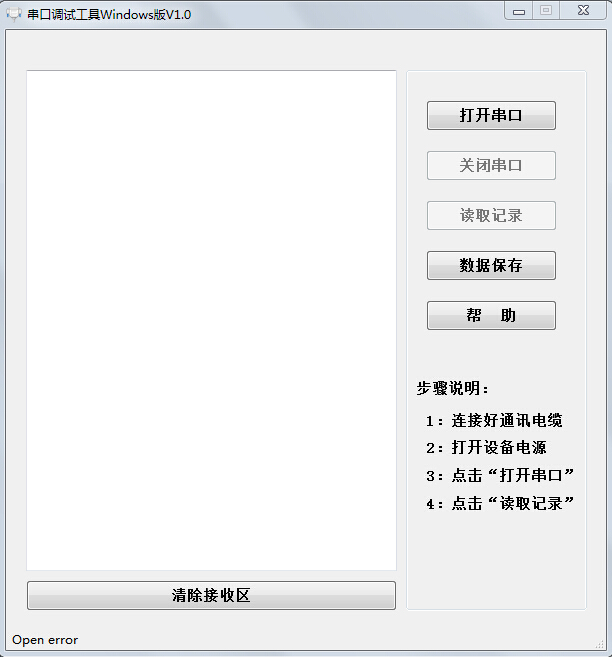 串口调试工具Windows版V1.0
打开串口
关闭串口
读取记录
数据保存
帮 助
步骤说明：
1：连接好通讯电缆
2：打开设备电源
3：点击“打开串口”
4：点击“读取记录”
清除接收区
Open error